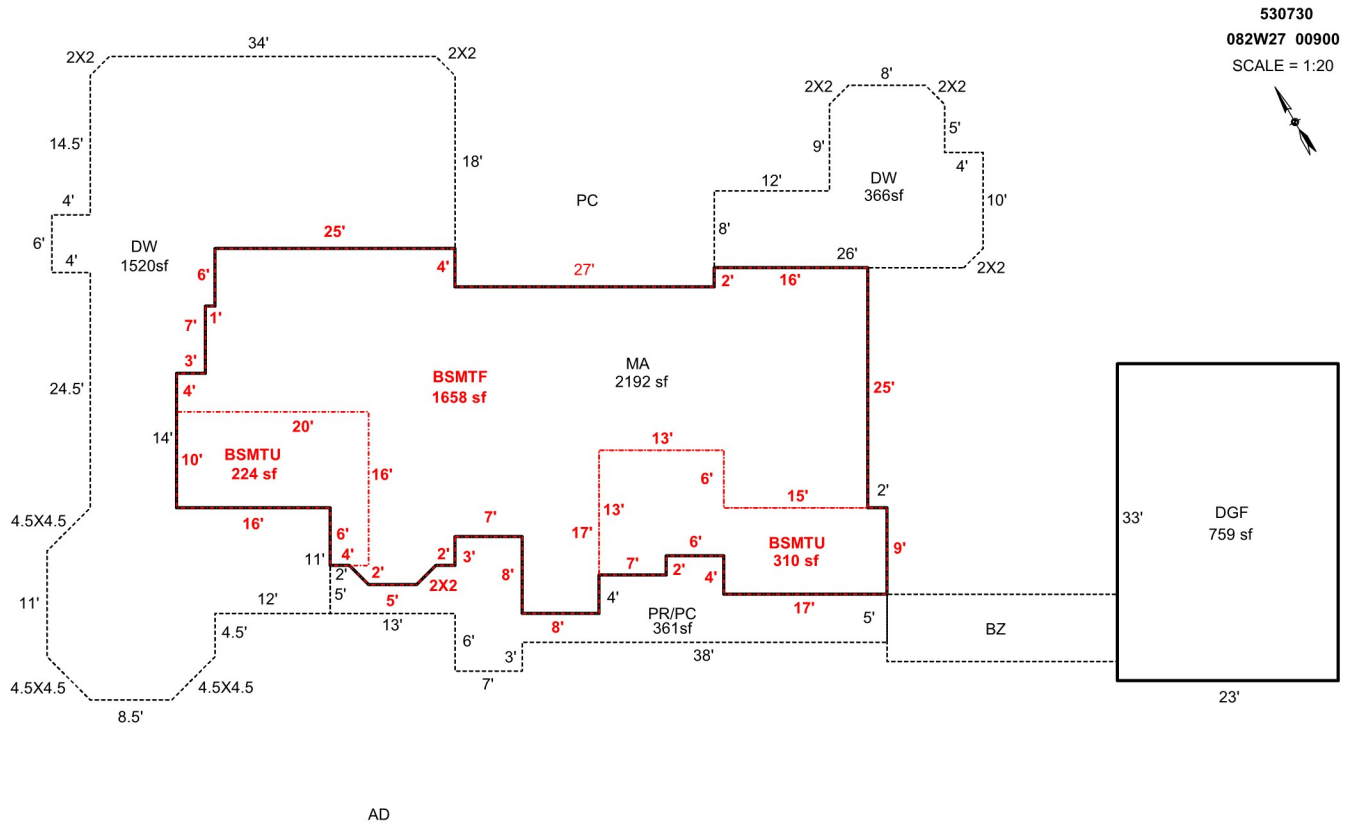 530730
082W27 00900
SCALE = 1:20
34'
2X2
2X2
8'
2X2
2X2
14.5'
18'
9'
5'
4'
12'
DW
366sf
10'
4'
PC
6'
DW
1520sf
8'
4'
25'
26'
6'
4'
27'
2'
16'
2X2
7'
1'
3'
MA
2192 sf
4'
BSMTF
1658 sf
24.5'
25'
20'
14'
13'
BSMTU
224 sf
10'
16'
6'
15'
2'
4.5X4.5
16'
13'
33'
DGF
759 sf
7'
6'
17'
11'
4'
2'
3'
6'
BSMTU
310 sf
9'
2'
2'
2X2
8'
7'
2'
4'
5'
5'
11'
12'
4'
17'
13'
8'
PR/PC
361sf
5'
4.5'
6'
BZ
3'
38'
7'
4.5X4.5
4.5X4.5
8.5'
23'
AD